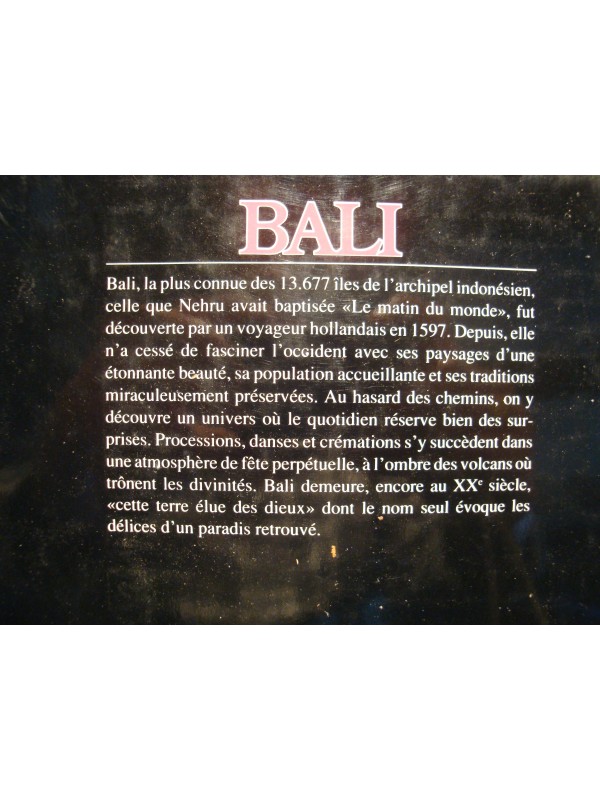 BALI
Bali, la plus connue des 13.677 îles de l'archipel indonésien,
celle que Nehru avait baptisée «Le matin du monde», fut
découverte par un voyageur hollandais en 1597. Depuis, elle
n'a cessé de fasciner l'occident avec ses paysages d'une
étonnante beauté, sa population accueillante et ses traditions
miraculeusement préservées. Au hasard des chemins, on y
découvre un univers où le quotidien réserve bien des sur-
prises. Processions, danses et crémations s'y succèdent dans
une atmosphère de fête perpétuelle, à l'ombre des volcans où
trônent les divinités. Bali demeure, encore au XXe siècle,
«cette terre élue des dieux» dont le nom seul évoque les
délices d'un paradis retrouvé.